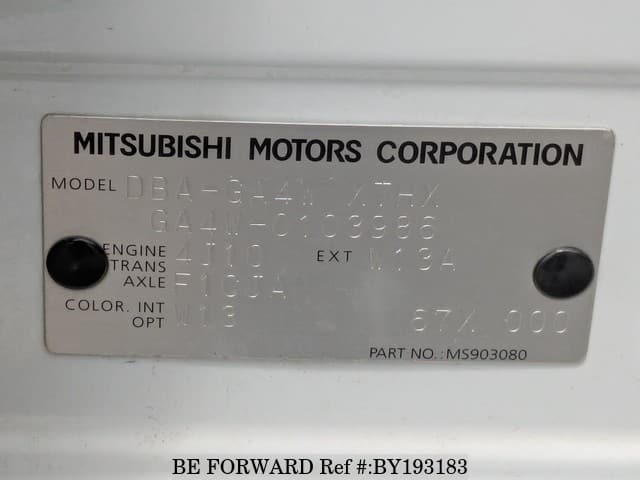 MITSUBISHI MOTORS CORPORATION
MODEL DBA-GA4W XTHX
GA4W-0103986
ENGINE 4J10 EXT W13A
TRANS
AXLE F1CJA
COLOR. INT
OPT W13 87X 000
PART NO.: MS903080
BE FORWARD Ref #:BY193183